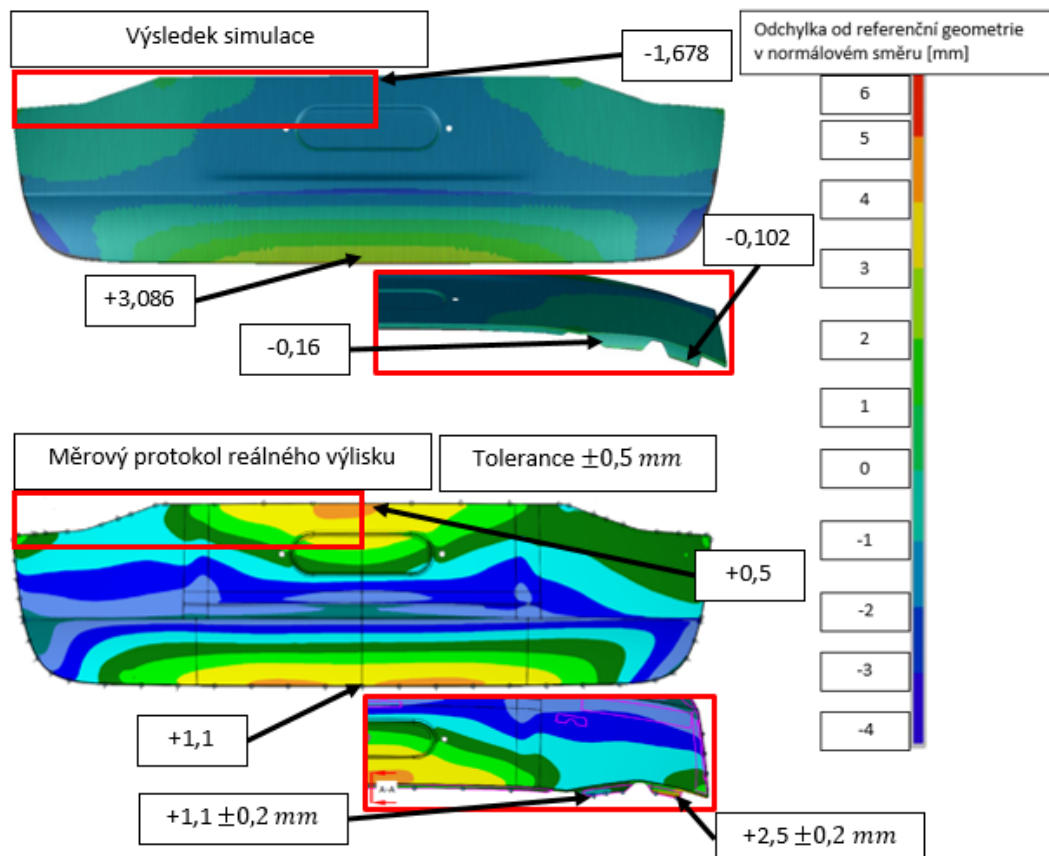 Výsledek simulace
-1,678
Odchylka od referenční geometrie
v normálovém směru [mm]
6
5
4
3
2
1
0
-1
-2
-3
-4
-0,102
+3,086
-0,16
Měrový protokol reálného výlisku
Tolerance ±0,5 mm
+0,5
+1,1
A-A
+1,1 ±0,2 mm
+2,5 ±0,2 mm